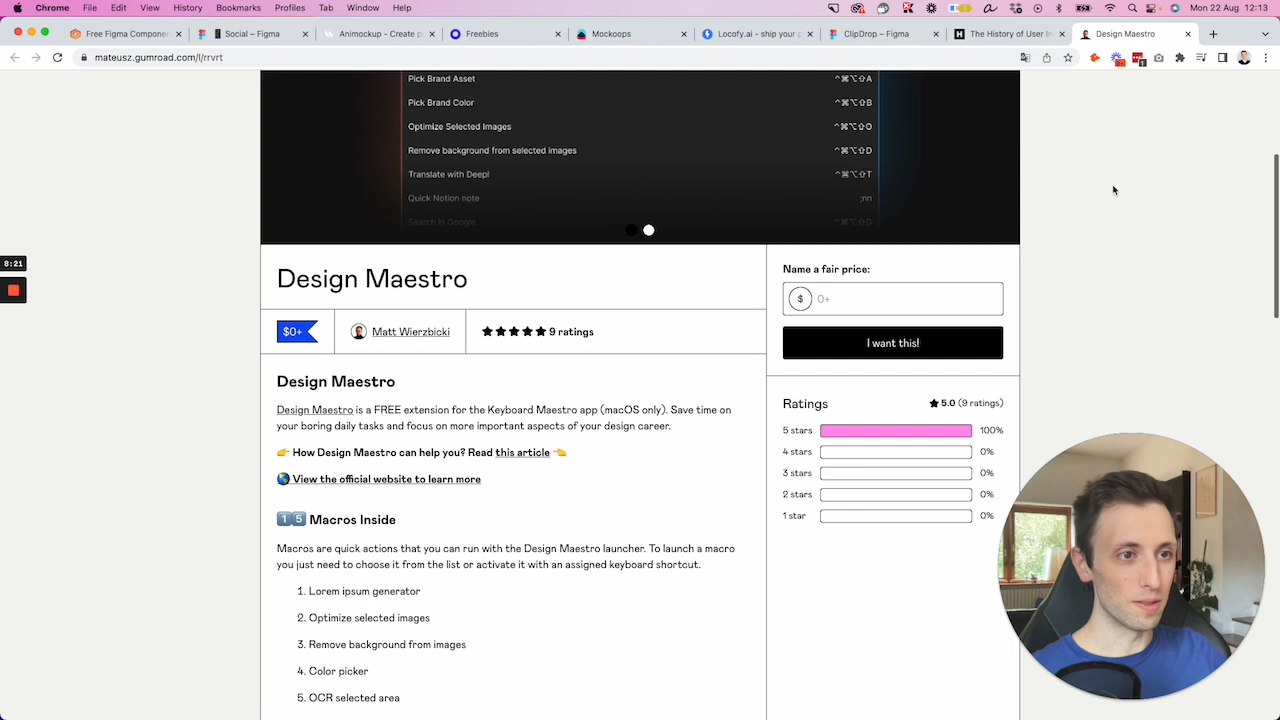 Chrome File Edit View History Bookmarks Profiles Tab Window Help Mon 22 Aug 12:13
Free Figma Componen Social – Figma Animockup - Create p Freebies Mockoops Locofy.ai - ship your p ClipDrop – Figma The History of User In Design Maestro
mateusz.gumroad.com/l/rrvrt
Pick Brand Asset ^⌘⌥⇧A
Pick Brand Color ^⌘⌥⇧B
Optimize Selected Images ^⌘⌥⇧O
Remove background from selected images ^⌘⌥⇧D
Translate with Deepl ^⌘⌥⇧T
Quick Notion note ;nn
Search in Google ^⌘⌥⇧G
8:21
Design Maestro
$0+ Matt Wierzbicki 9 ratings
Name a fair price:
$ 0+
I want this!
Design Maestro
Design Maestro is a FREE extension for the Keyboard Maestro app (macOS only). Save time on
your boring daily tasks and focus on more important aspects of your design career.
👉 How Design Maestro can help you? Read this article 👈
🌎 View the official website to learn more
1️⃣5️⃣ Macros Inside
Macros are quick actions that you can run with the Design Maestro launcher. To launch a macro
you just need to choose it from the list or activate it with an assigned keyboard shortcut.
1. Lorem ipsum generator
2. Optimize selected images
3. Remove background from images
4. Color picker
5. OCR selected area
Ratings ★ 5.0 (9 ratings)
5 stars 100%
4 stars 0%
3 stars 0%
2 stars 0%
1 star 0%